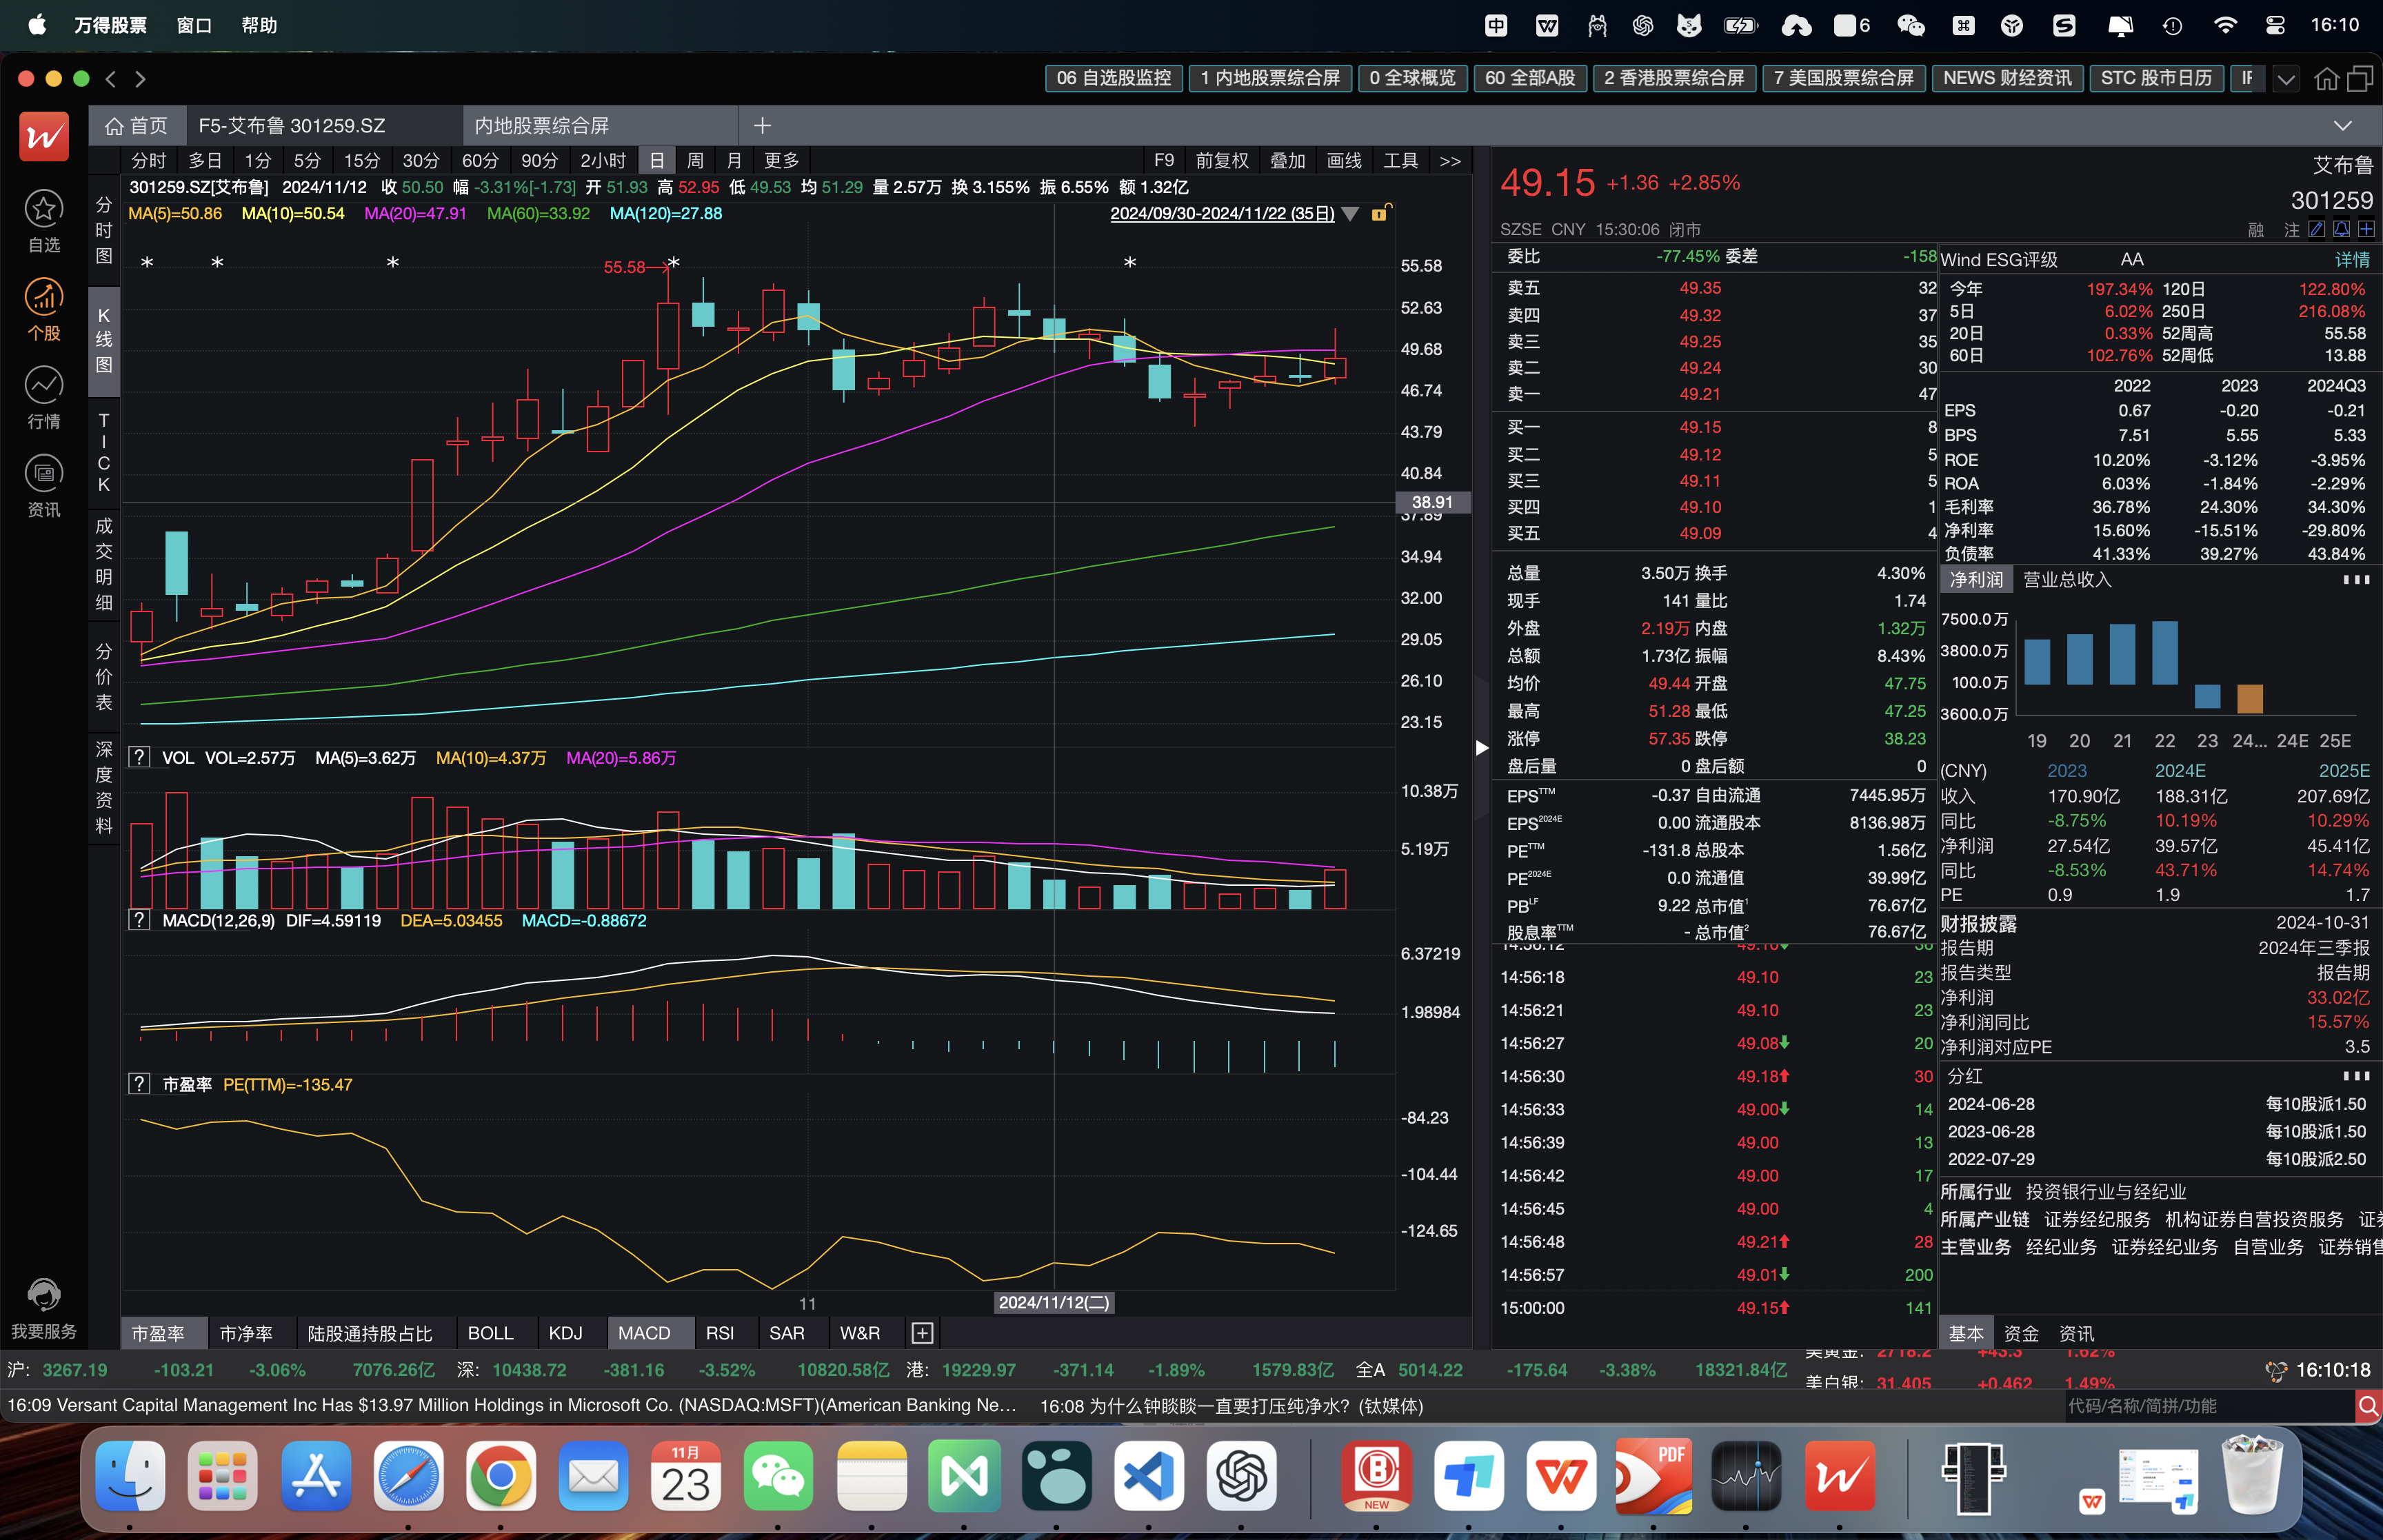 万得股票 窗口 帮助 6 16:10
06 自选股监控 1 内地股票综合屏 0 全球概览 60 全部A股 2 香港股票综合屏 7 美国股票综合屏 NEWS 财经资讯 STC 股市日历
首页 F5-艾布鲁 301259.SZ 内地股票综合屏
分时 多日 1分 5分 15分 30分 60分 90分 2小时 日 周 月 更多 F9 前复权 叠加 画线 工具 >>
301259.SZ[艾布鲁] 2024/11/12 收 50.50 幅 -3.31%[-1.73] 开 51.93 高 52.95 低 49.53 均 51.29 量 2.57万 换 3.155% 振 6.55% 额 1.32亿
MA(5)=50.86 MA(10)=50.54 MA(20)=47.91 MA(60)=33.92 MA(120)=27.88
2024/09/30-2024/11/22 (35日)
自选
个股
行情
资讯
我要服务
分时图
K线图
TICK
成交明细
分价表
深度资料
* * * * *
55.58
55.58
52.63
49.68
46.74
43.79
40.84
38.91
37.89
34.94
32.00
29.05
26.10
23.15
? VOL VOL=2.57万 MA(5)=3.62万 MA(10)=4.37万 MA(20)=5.86万
10.38万
5.19万
? MACD(12,26,9) DIF=4.59119 DEA=5.03455 MACD=-0.88672
6.37219
1.98984
? 市盈率 PE(TTM)=-135.47
-84.23
-104.44
-124.65
11 2024/11/12(二)
市盈率 市净率 陆股通持股占比 BOLL KDJ MACD RSI SAR W&R
49.15 +1.36 +2.85%
艾布鲁
301259
SZSE CNY 15:30:06 闭市
融 注
委比 -77.45% 委差 -158
卖五 49.35 32
卖四 49.32 37
卖三 49.25 35
卖二 49.24 30
卖一 49.21 47
买一 49.15 8
买二 49.12 5
买三 49.11 5
买四 49.10 1
买五 49.09 4
总量 3.50万 换手 4.30%
现手 141 量比 1.74
外盘 2.19万 内盘 1.32万
总额 1.73亿 振幅 8.43%
均价 49.44 开盘 47.75
最高 51.28 最低 47.25
涨停 57.35 跌停 38.23
盘后量 0 盘后额 0
EPSTTM -0.37 自由流通 7445.95万
EPS2024E 0.00 流通股本 8136.98万
PETTM -131.8 总股本 1.56亿
PE2024E 0.0 流通值 39.99亿
PBLF 9.22 总市值1 76.67亿
股息率TTM - 总市值2 76.67亿
14:56:12 49.10 36
14:56:18 49.10 23
14:56:21 49.10 23
14:56:27 49.08 20
14:56:30 49.18 30
14:56:33 49.00 14
14:56:39 49.00 13
14:56:42 49.00 17
14:56:45 49.00 4
14:56:48 49.21 28
14:56:57 49.01 200
15:00:00 49.15 141
Wind ESG评级 AA 详情
今年 197.34% 120日 122.80%
5日 6.02% 250日 216.08%
20日 0.33% 52周高 55.58
60日 102.76% 52周低 13.88
2022 2023 2024Q3
EPS 0.67 -0.20 -0.21
BPS 7.51 5.55 5.33
ROE 10.20% -3.12% -3.95%
ROA 6.03% -1.84% -2.29%
毛利率 36.78% 24.30% 34.30%
净利率 15.60% -15.51% -29.80%
负债率 41.33% 39.27% 43.84%
净利润 营业总收入
7500.0万
3800.0万
100.0万
3600.0万
19 20 21 22 23 24... 24E 25E
(CNY) 2023 2024E 2025E
收入 170.90亿 188.31亿 207.69亿
同比 -8.75% 10.19% 10.29%
净利润 27.54亿 39.57亿 45.41亿
同比 -8.53% 43.71% 14.74%
PE 0.9 1.9 1.7
财报披露 2024-10-31
报告期 2024年三季报
报告类型 报告期
净利润 33.02亿
净利润同比 15.57%
净利润对应PE 3.5
分红
2024-06-28 每10股派1.50
2023-06-28 每10股派1.50
2022-07-29 每10股派2.50
所属行业 投资银行业与经纪业
所属产业链 证券经纪服务 机构证券自营投资服务
主营业务 经纪业务 证券经纪业务 自营业务 证券销售
基本 资金 资讯
沪: 3267.19 -103.21 -3.06% 7076.26亿 深: 10438.72 -381.16 -3.52% 10820.58亿 港: 19229.97 -371.14 -1.89% 1579.83亿 全A 5014.22 -175.64 -3.38% 18321.84亿
美黄金: 2718.2 +43.3 1.62%
美白银: 31.405 +0.462 1.49%
16:10:18
16:09 Versant Capital Management Inc Has $13.97 Million Holdings in Microsoft Co. (NASDAQ:MSFT)(American Banking Ne… 16:08 为什么钟睒睒一直要打压纯净水? (钛媒体)
代码/名称/简拼/功能
11月
23
NEW
PDF